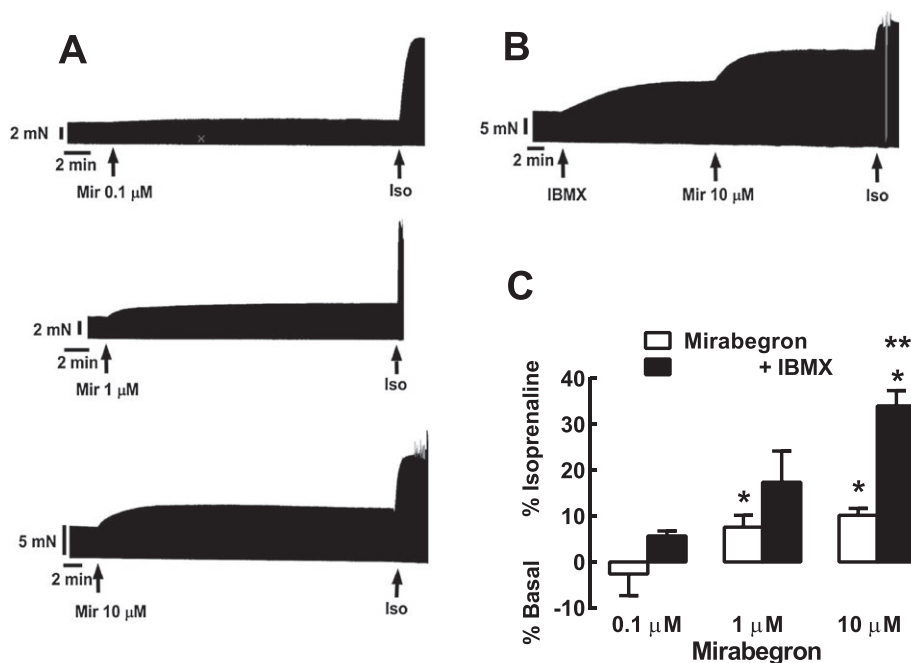 A
2 mN
2 min
Mir 0.1 μM
Iso
2 mN
2 min
Mir 1 μM
Iso
5 mN
2 min
Mir 10 μM
Iso
B
5 mN
2 min
IBMX
Mir 10 μM
Iso
C
Mirabegron
+ IBMX
% Isoprenaline
% Basal
40
30
20
10
0
-10
*
*
**
*
0.1 μM
1 μM
10 μM
Mirabegron